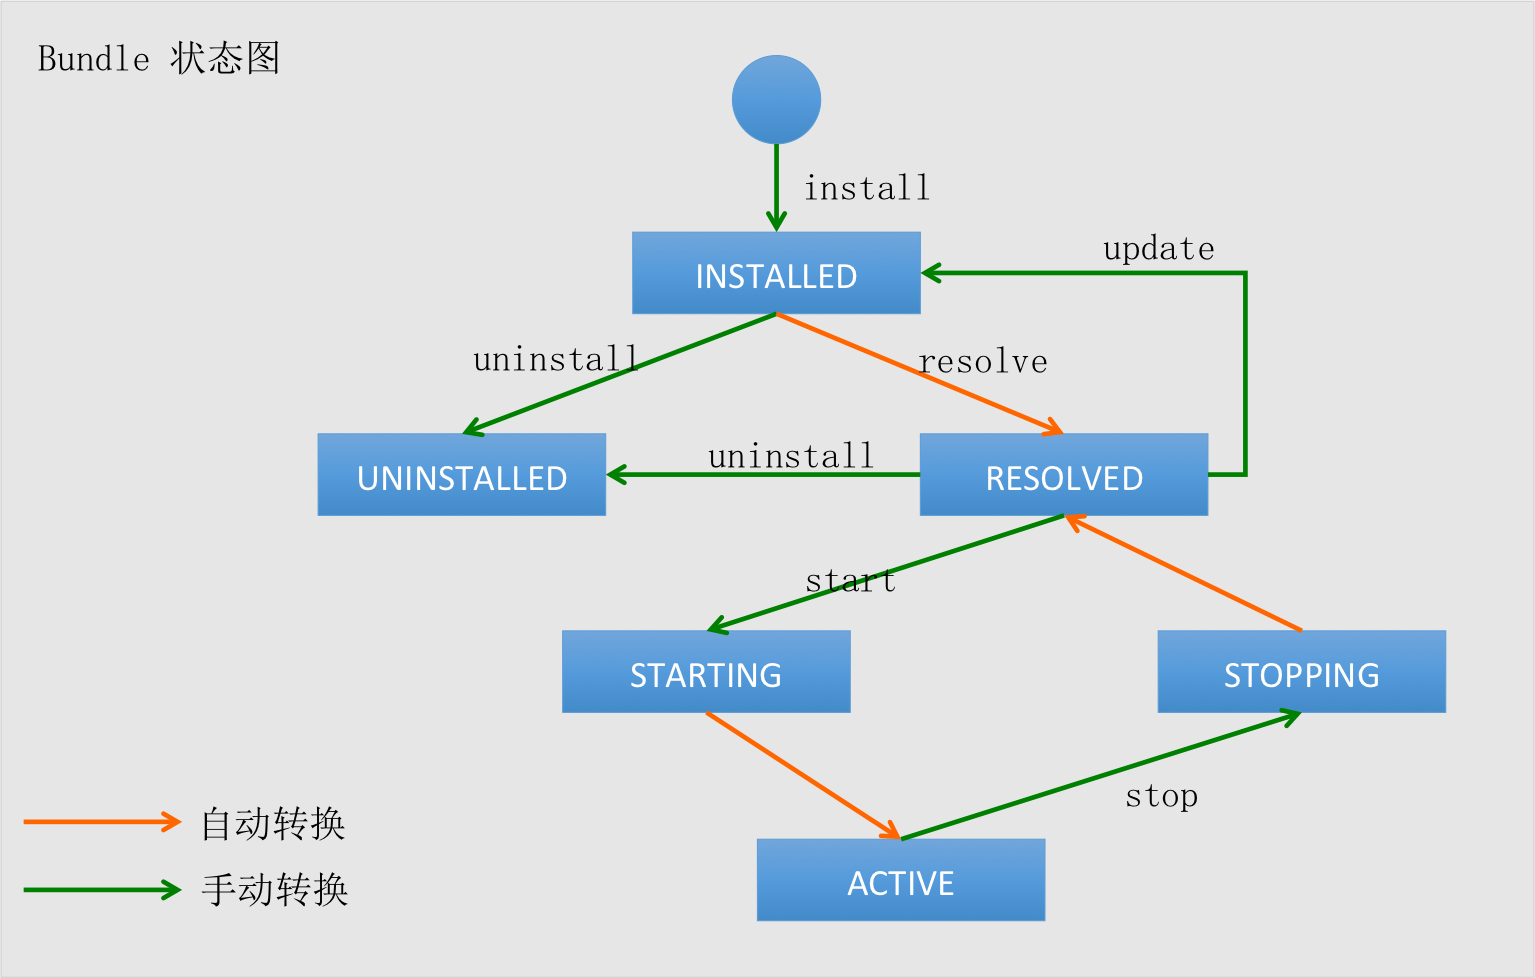 Bundle 状态图
install
INSTALLED
update
uninstall
resolve
UNINSTALLED
uninstall
RESOLVED
start
STARTING
STOPPING
stop
ACTIVE
自动转换
手动转换